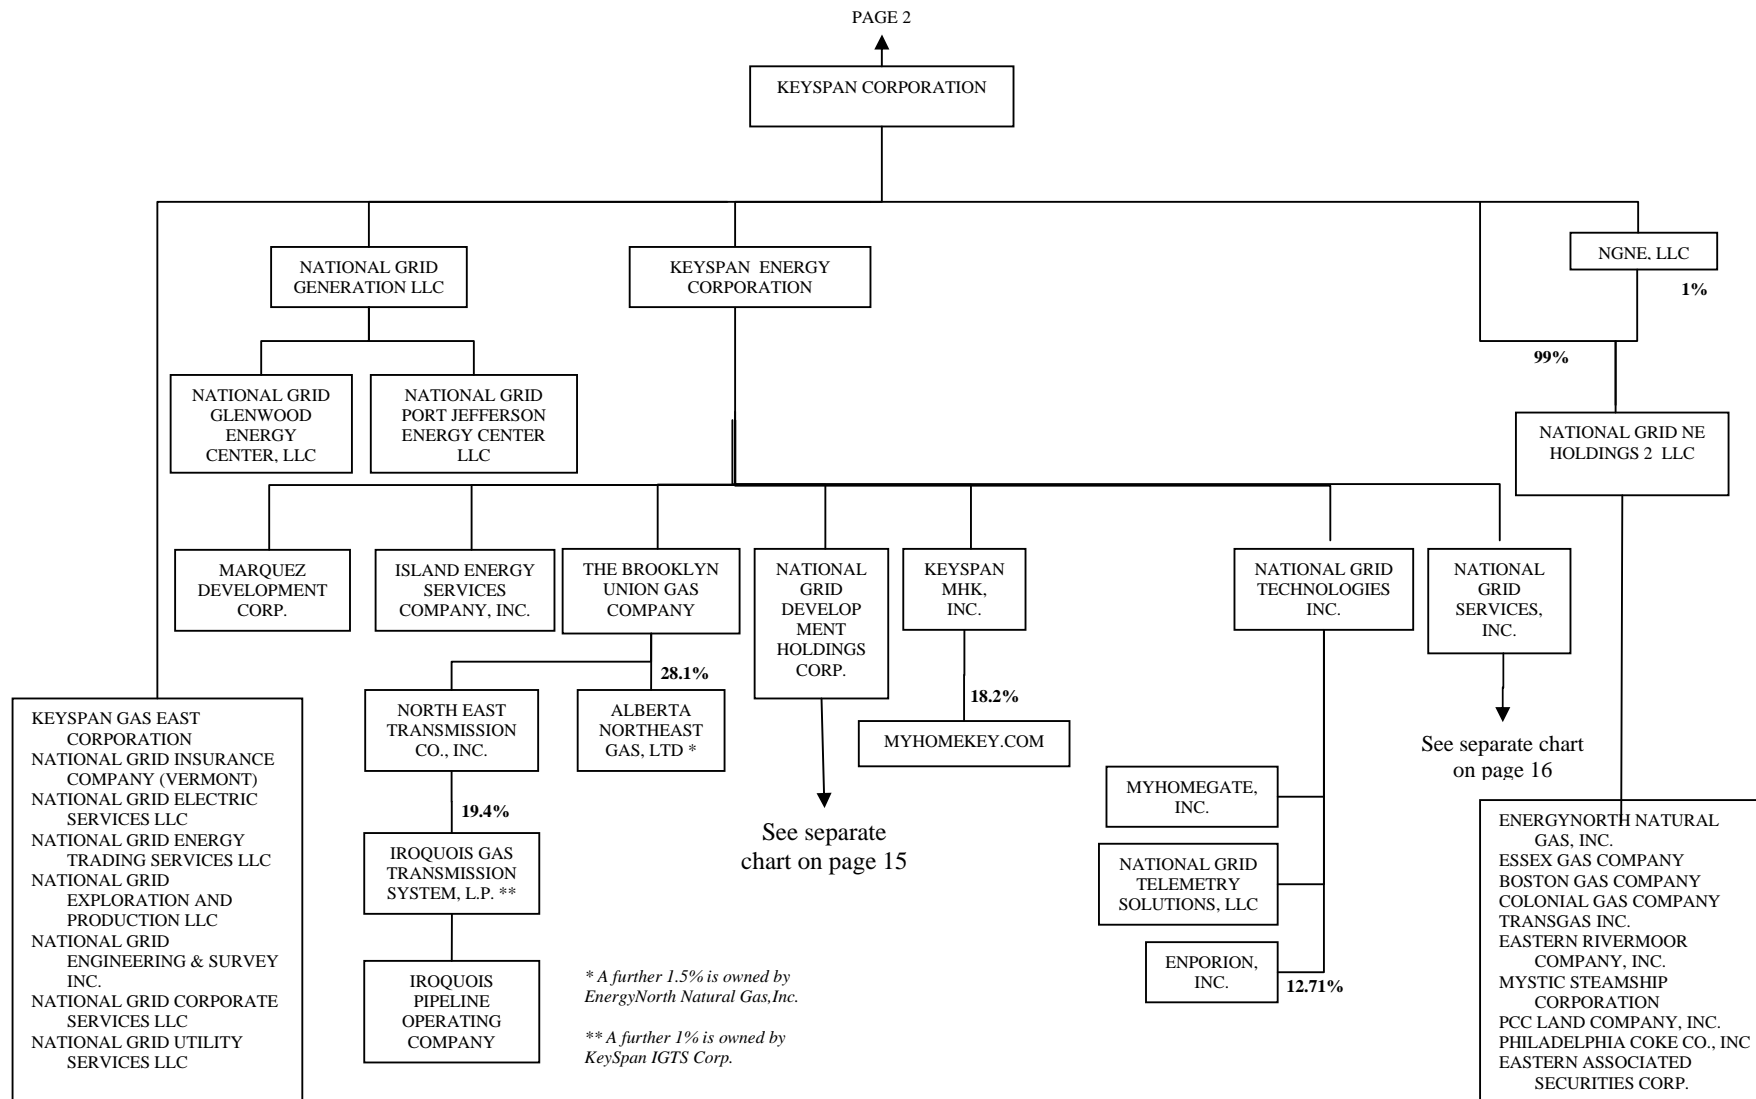 PAGE 2
KEYSPAN CORPORATION
NATIONAL GRID
GENERATION LLC
KEYSPAN ENERGY
CORPORATION
NGNE, LLC
1%
99%
NATIONAL GRID
GLENWOOD
ENERGY
CENTER, LLC
NATIONAL GRID
PORT JEFFERSON
ENERGY CENTER
LLC
NATIONAL GRID NE
HOLDINGS 2 LLC
MARQUEZ
DEVELOPMENT
CORP.
ISLAND ENERGY
SERVICES
COMPANY, INC.
THE BROOKLYN
UNION GAS
COMPANY
NATIONAL
GRID
DEVELOP
MENT
HOLDINGS
CORP.
KEYSPAN
MHK,
INC.
NATIONAL GRID
TECHNOLOGIES
INC.
NATIONAL
GRID
SERVICES,
INC.
28.1%
18.2%
NORTH EAST
TRANSMISSION
CO., INC.
ALBERTA
NORTHEAST
GAS, LTD *
MYHOMEKEY.COM
See separate chart
on page 16
19.4%
See separate
chart on page 15
MYHOMEGATE,
INC.
IROQUOIS GAS
TRANSMISSION
SYSTEM, L.P. **
NATIONAL GRID
TELEMETRY
SOLUTIONS, LLC
ENPORION,
INC.
12.71%
IROQUOIS
PIPELINE
OPERATING
COMPANY
* A further 1.5% is owned by
EnergyNorth Natural Gas,Inc.
** A further 1% is owned by
KeySpan IGTS Corp.
KEYSPAN GAS EAST
CORPORATION
NATIONAL GRID INSURANCE
COMPANY (VERMONT)
NATIONAL GRID ELECTRIC
SERVICES LLC
NATIONAL GRID ENERGY
TRADING SERVICES LLC
NATIONAL GRID
EXPLORATION AND
PRODUCTION LLC
NATIONAL GRID
ENGINEERING & SURVEY
INC.
NATIONAL GRID CORPORATE
SERVICES LLC
NATIONAL GRID UTILITY
SERVICES LLC
ENERGYNORTH NATURAL
GAS, INC.
ESSEX GAS COMPANY
BOSTON GAS COMPANY
COLONIAL GAS COMPANY
TRANSGAS INC.
EASTERN RIVERMOOR
COMPANY, INC.
MYSTIC STEAMSHIP
CORPORATION
PCC LAND COMPANY, INC.
PHILADELPHIA COKE CO., INC
EASTERN ASSOCIATED
SECURITIES CORP.